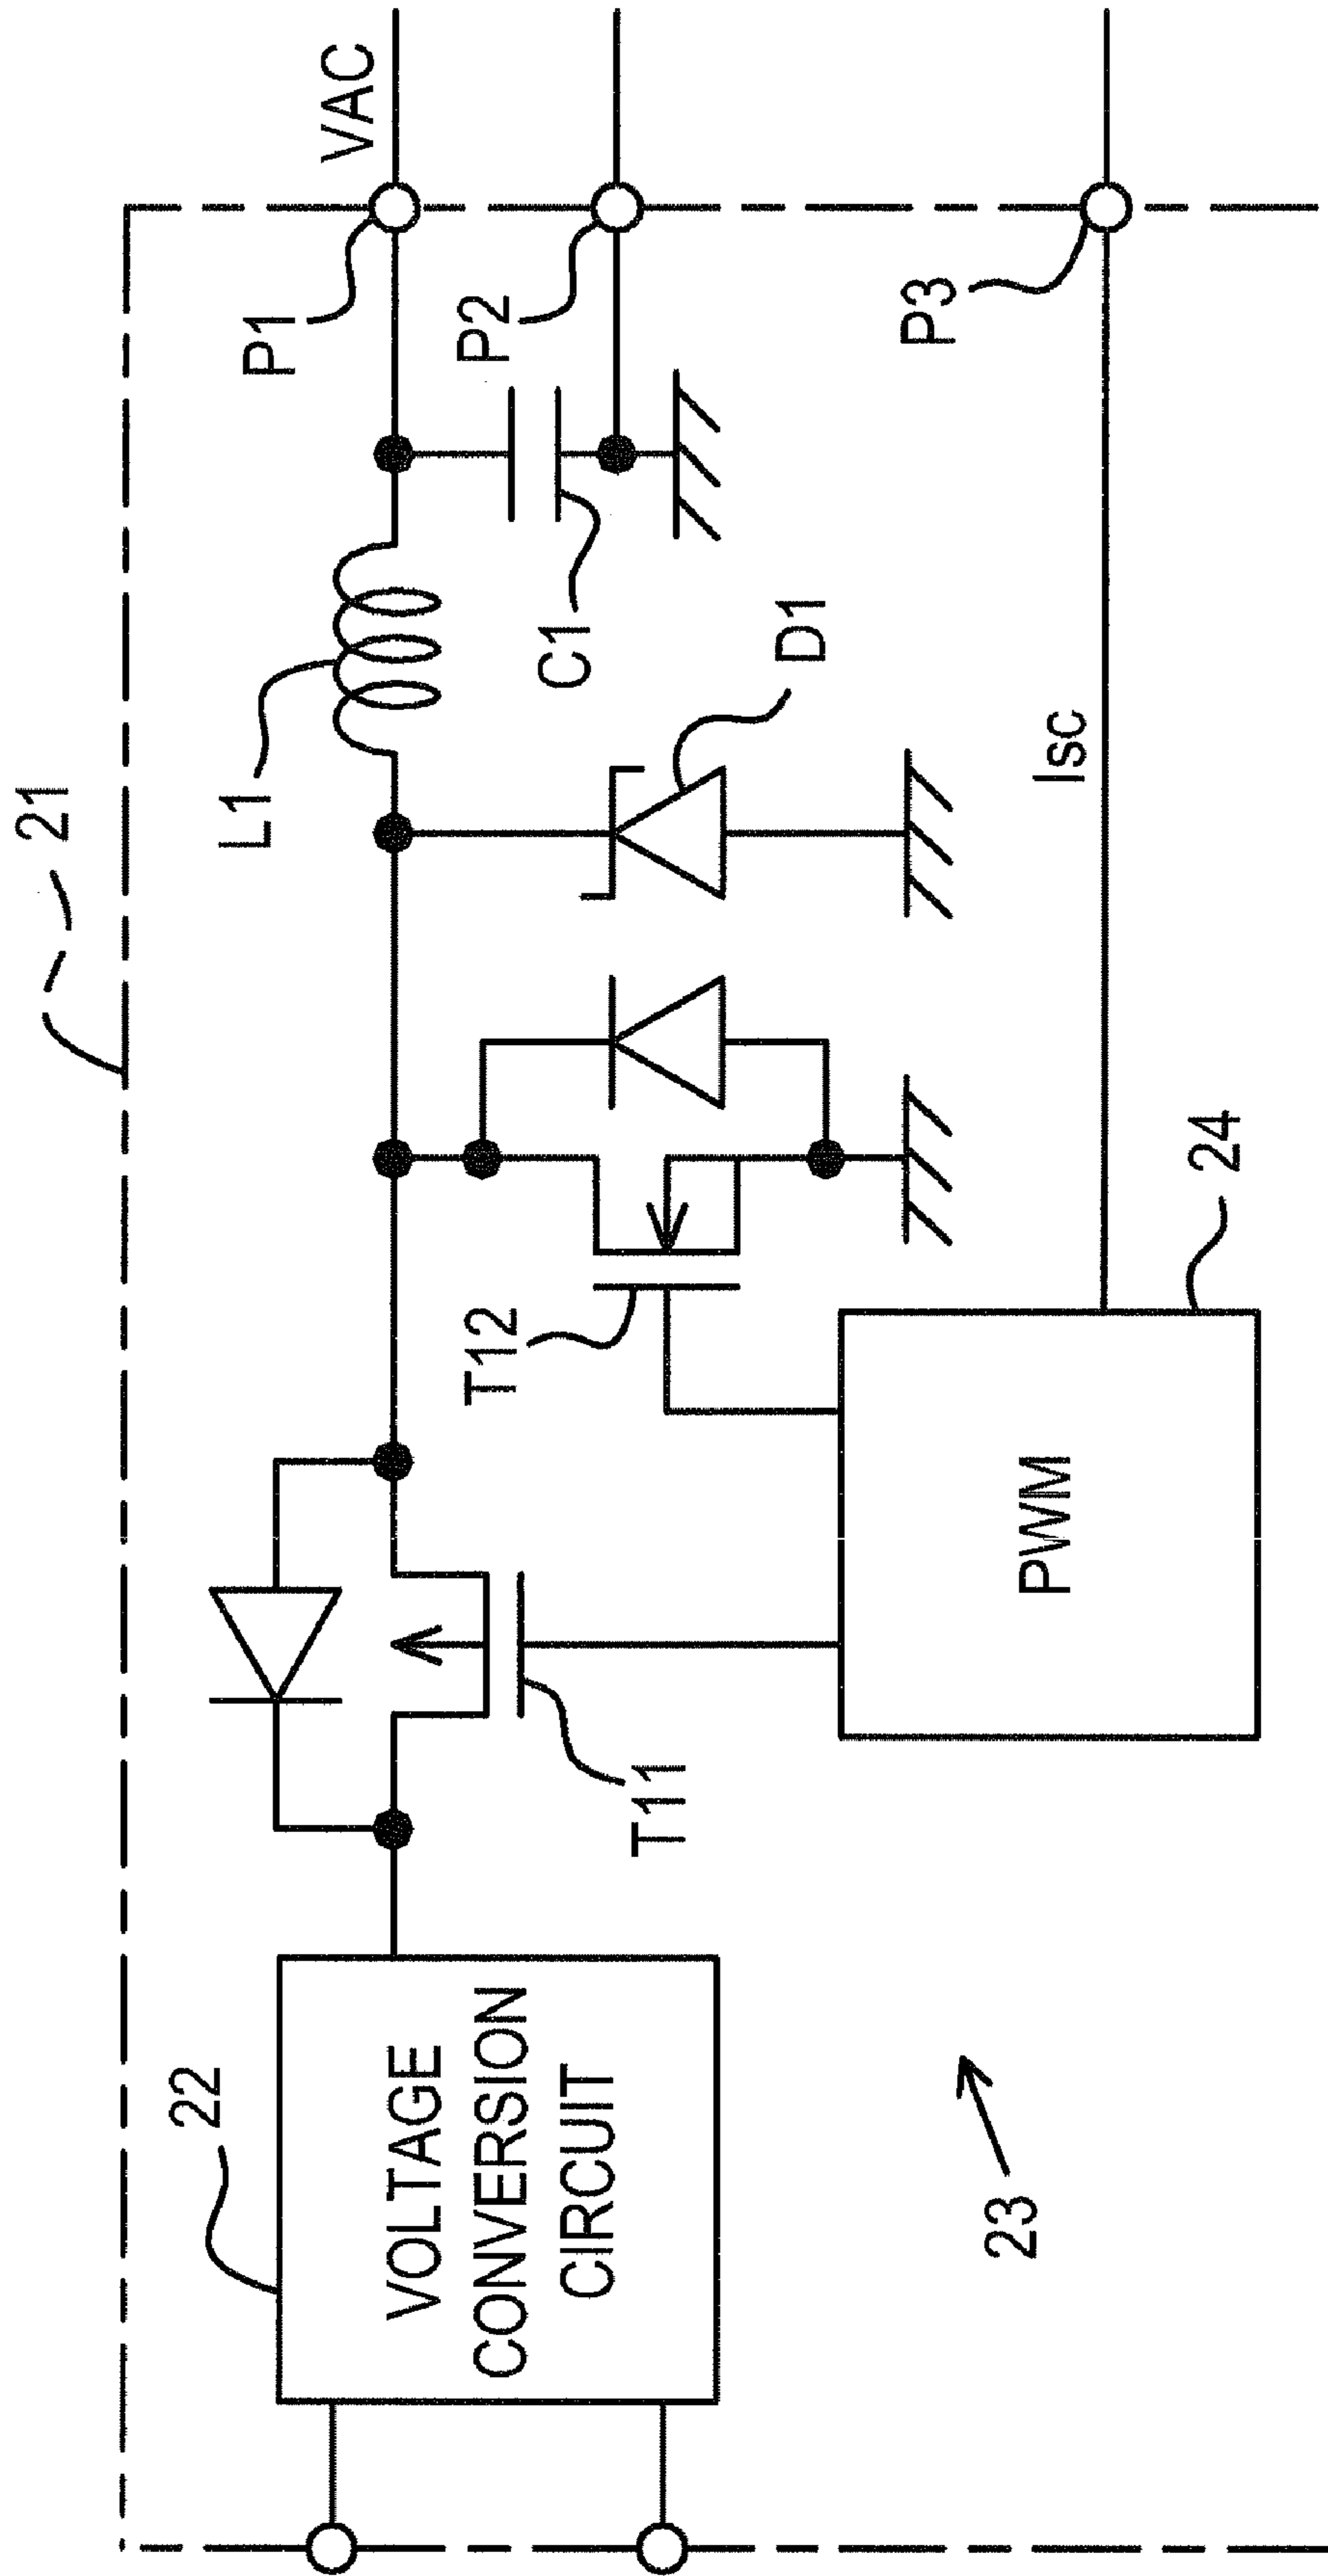 21
VAC
P1
L1
22
P2
C1
T12
VOLTAGE
CONVERSION
CIRCUIT
T11
D1
P3
Isc
PWM
24
23